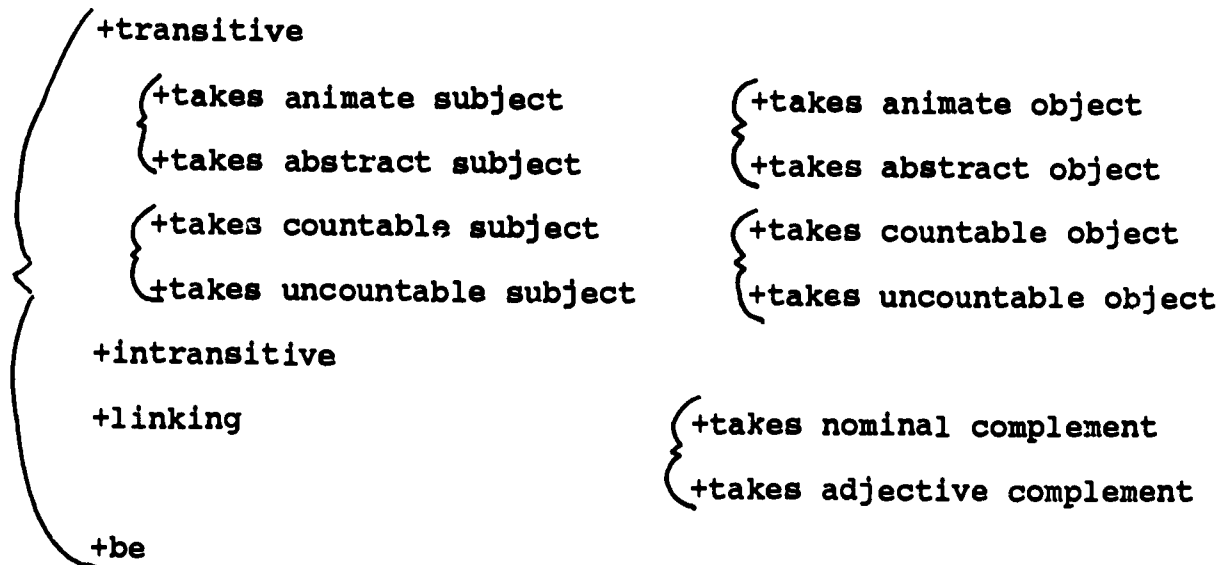 +transitive
+takes animate subject +takes animate object
+takes abstract subject +takes abstract object
+takes countable subject +takes countable object
+takes uncountable subject +takes uncountable object
+intransitive
+linking +takes nominal complement
+takes adjective complement
+be